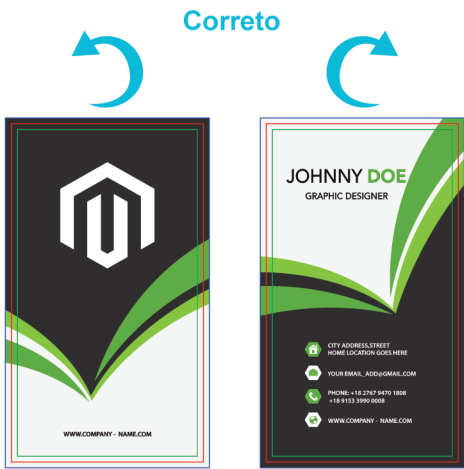 Correto
WWW.COMPANY - NAME.COM
JOHNNY DOE
GRAPHIC DESIGNER
CITY ADDRESS,STREET
HOME LOCATION GOES HERE
YOUR EMAIL_ADD@GMAIL.COM
PHONE: +18 2767 9470 1808
+18 9153 3990 0008
WWW.COMPANY - NAME.COM